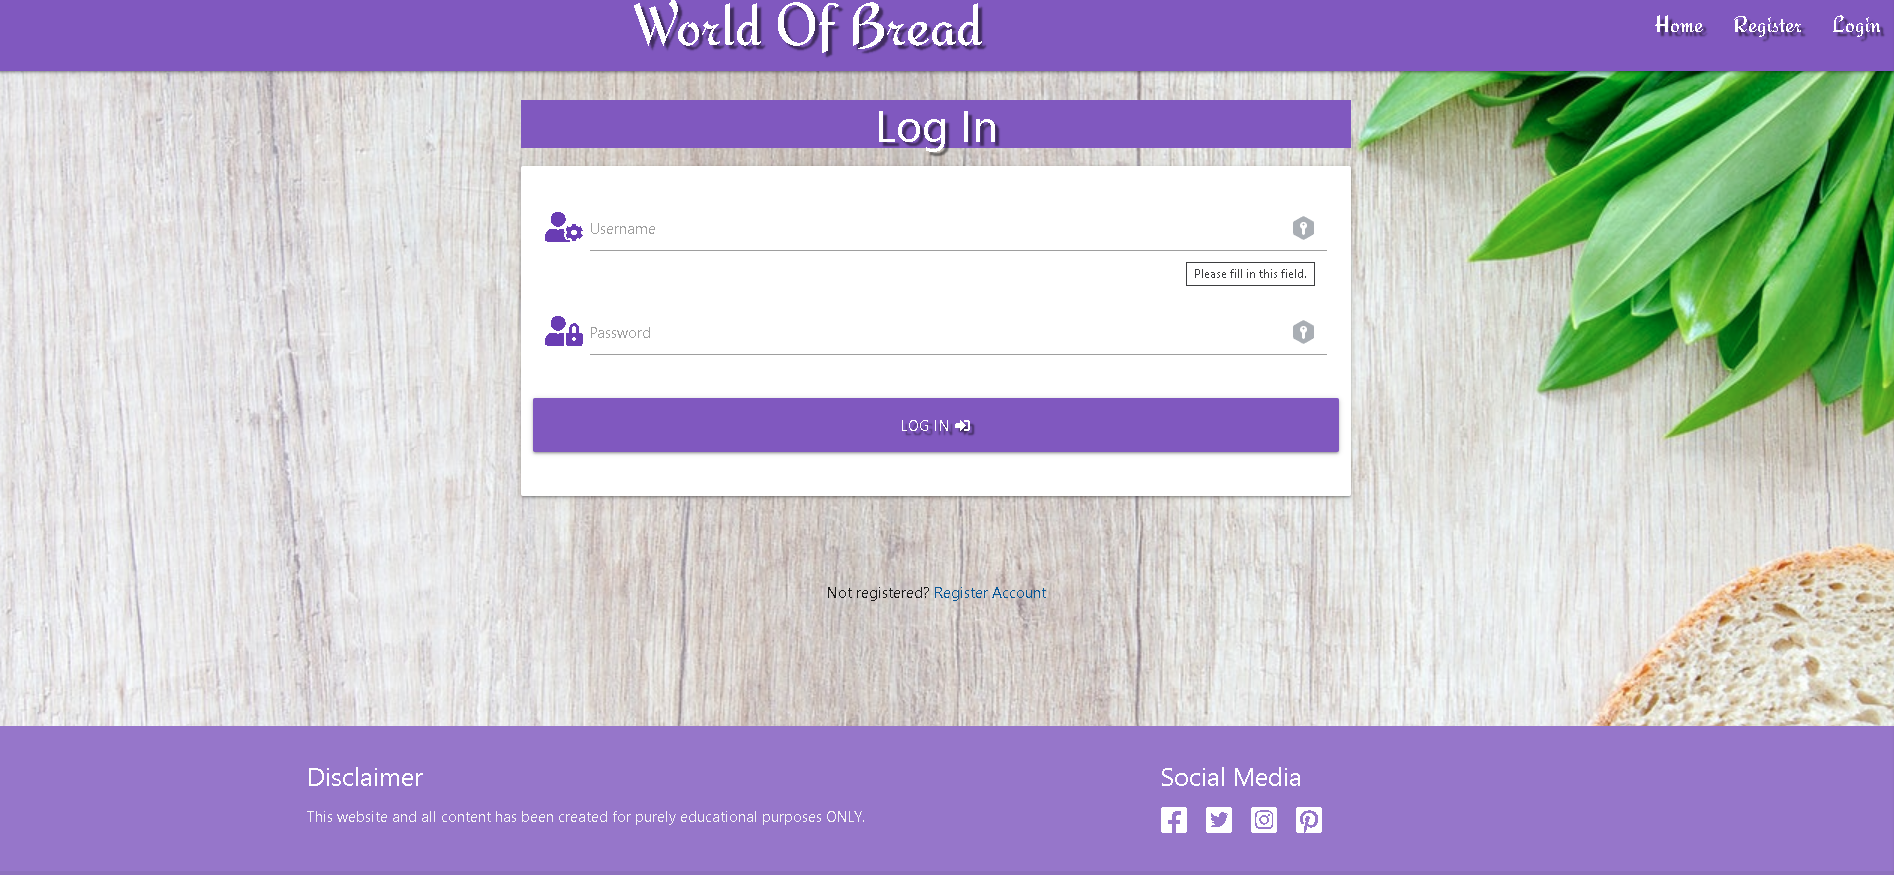 World Of Bread
Home Register Login
Log In
Username
Please fill in this field.
Password
LOG IN
Not registered? Register Account
Disclaimer
This website and all content has been created for purely educational purposes ONLY.
Social Media